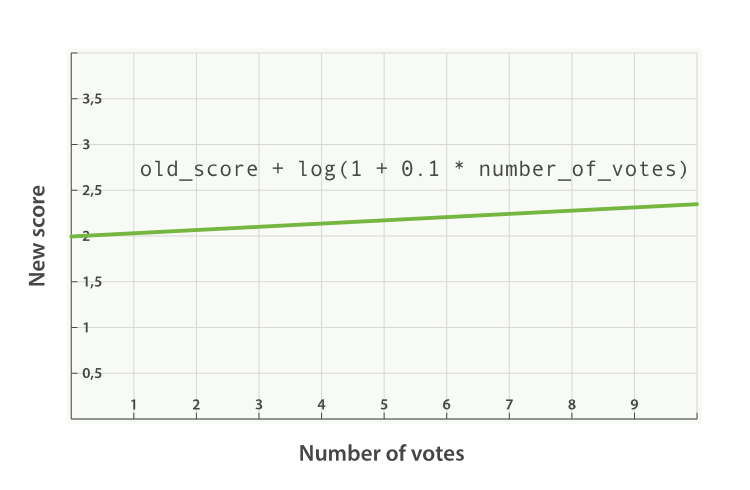 3,5
3
old_score + log(1 + 0.1 * number_of_votes)
2,5
2
1,5
1
0,5
1 2 3 4 5 6 7 8 9
New score
Number of votes